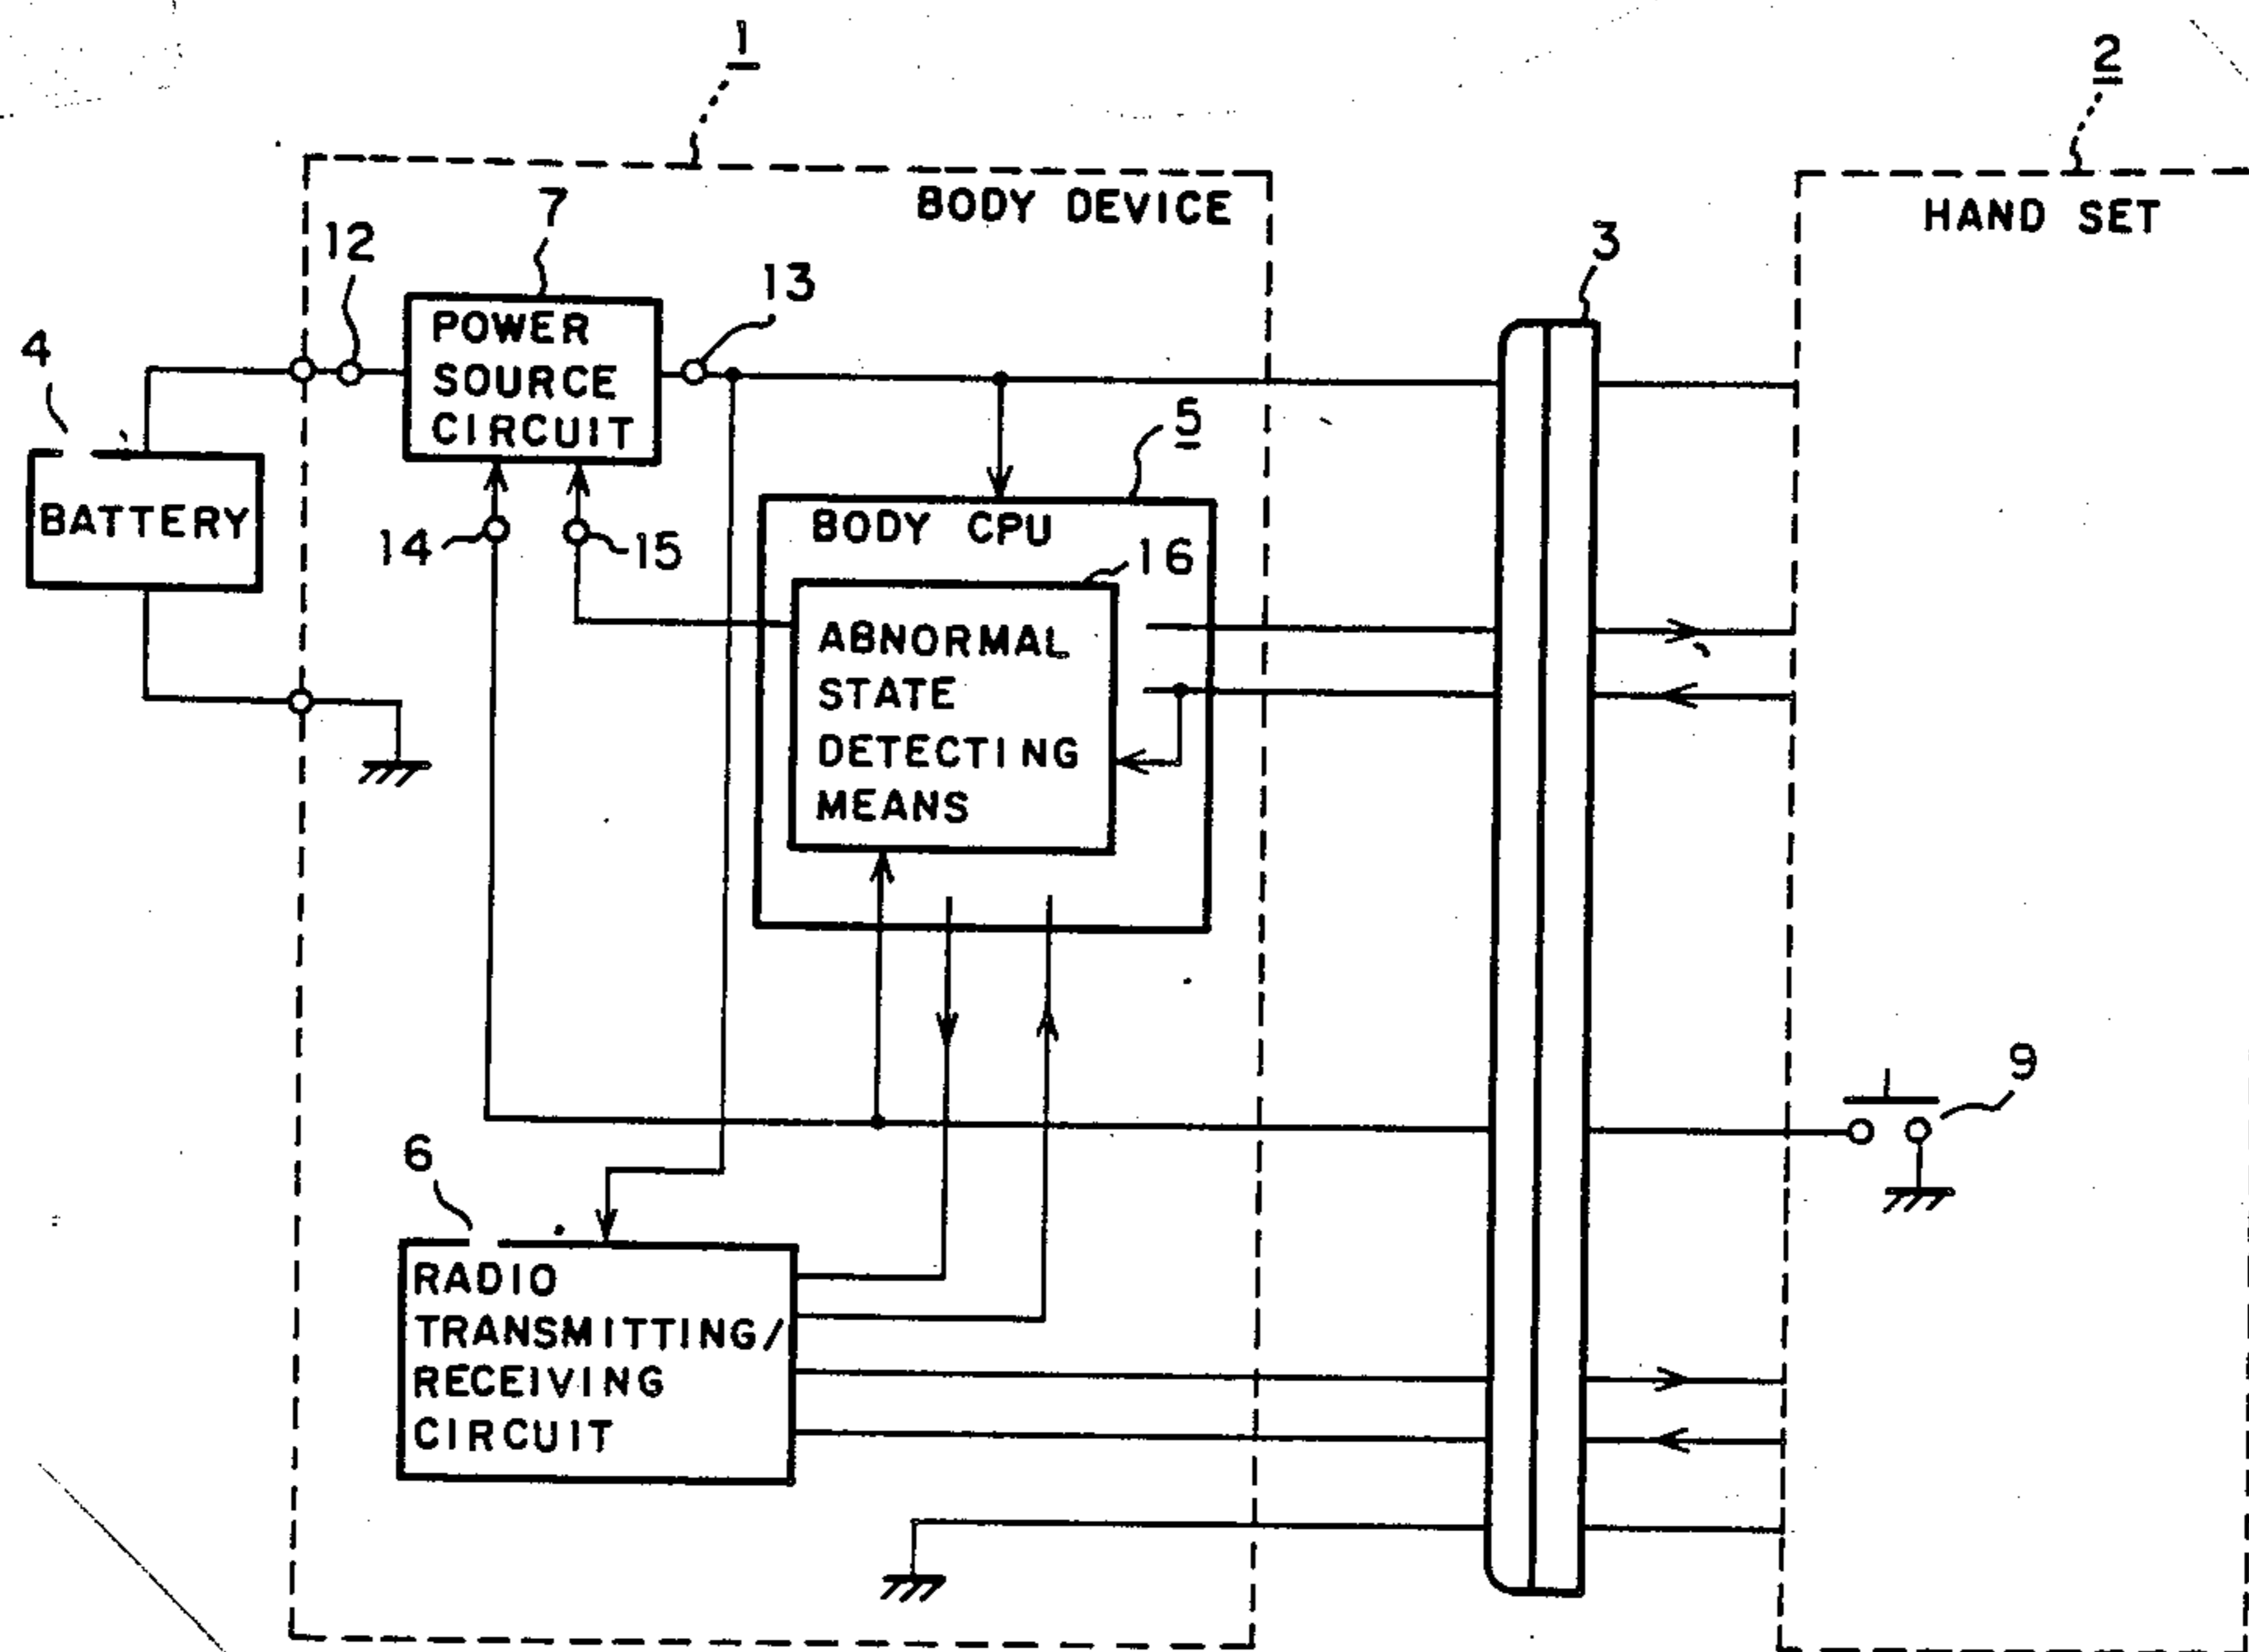 1
2
BODY DEVICE
HAND SET
7
12
13
3
4
POWER
SOURCE
CIRCUIT
5
BATTERY
14
15
BODY CPU
16
ABNORMAL
STATE
DETECTING
MEANS
9
6
RADIO
TRANSMITTING/
RECEIVING
CIRCUIT